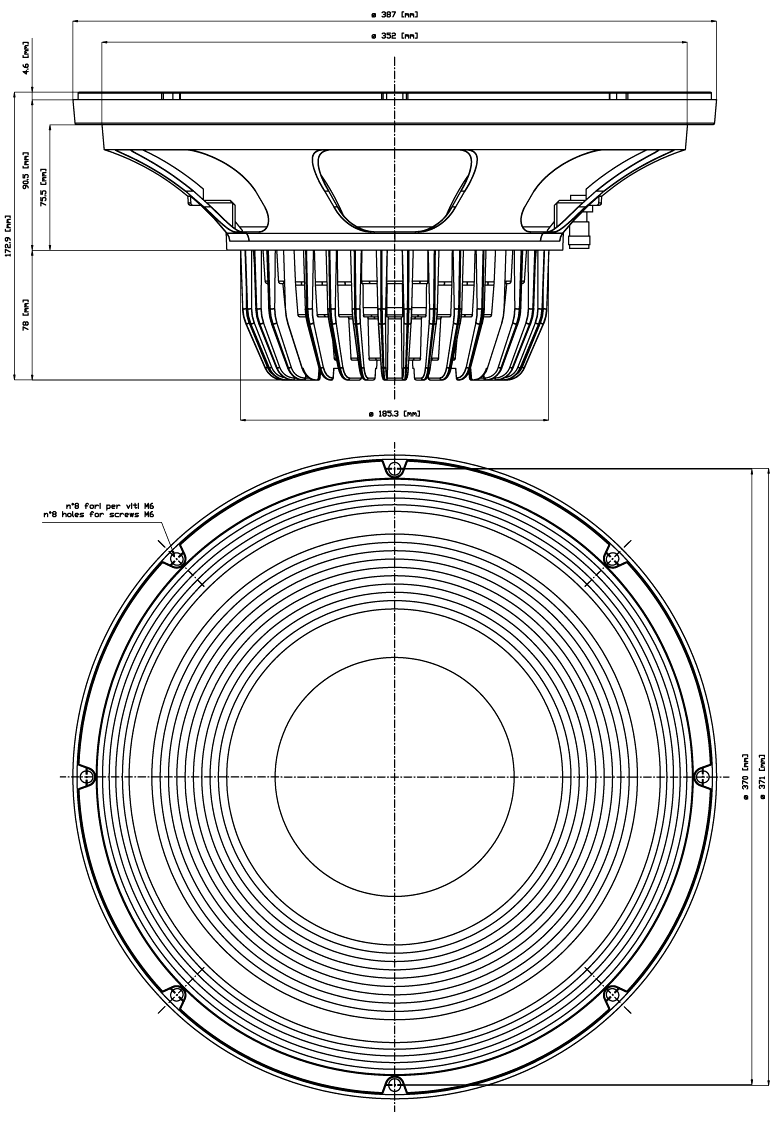 ø 387 [mm]
ø 352 [mm]
4.6 [mm]
90.5 [mm]
75.5 [mm]
172.9 [mm]
78 [mm]
ø 185.3 [mm]
n°8 fori per viti M6
n°8 holes for screws M6
ø 370 [mm]
ø 371 [mm]